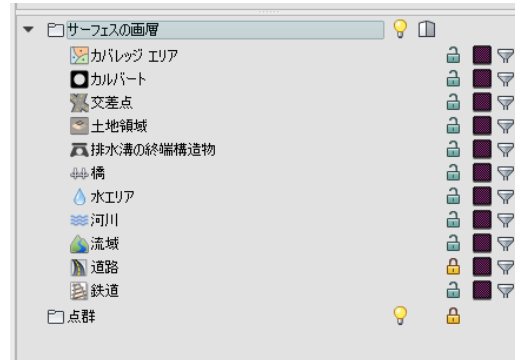 サーフェスの画層
カバレッジ エリア
カルバート
交差点
土地領域
排水溝の終端構造物
橋
水エリア
河川
流域
道路
鉄道
点群